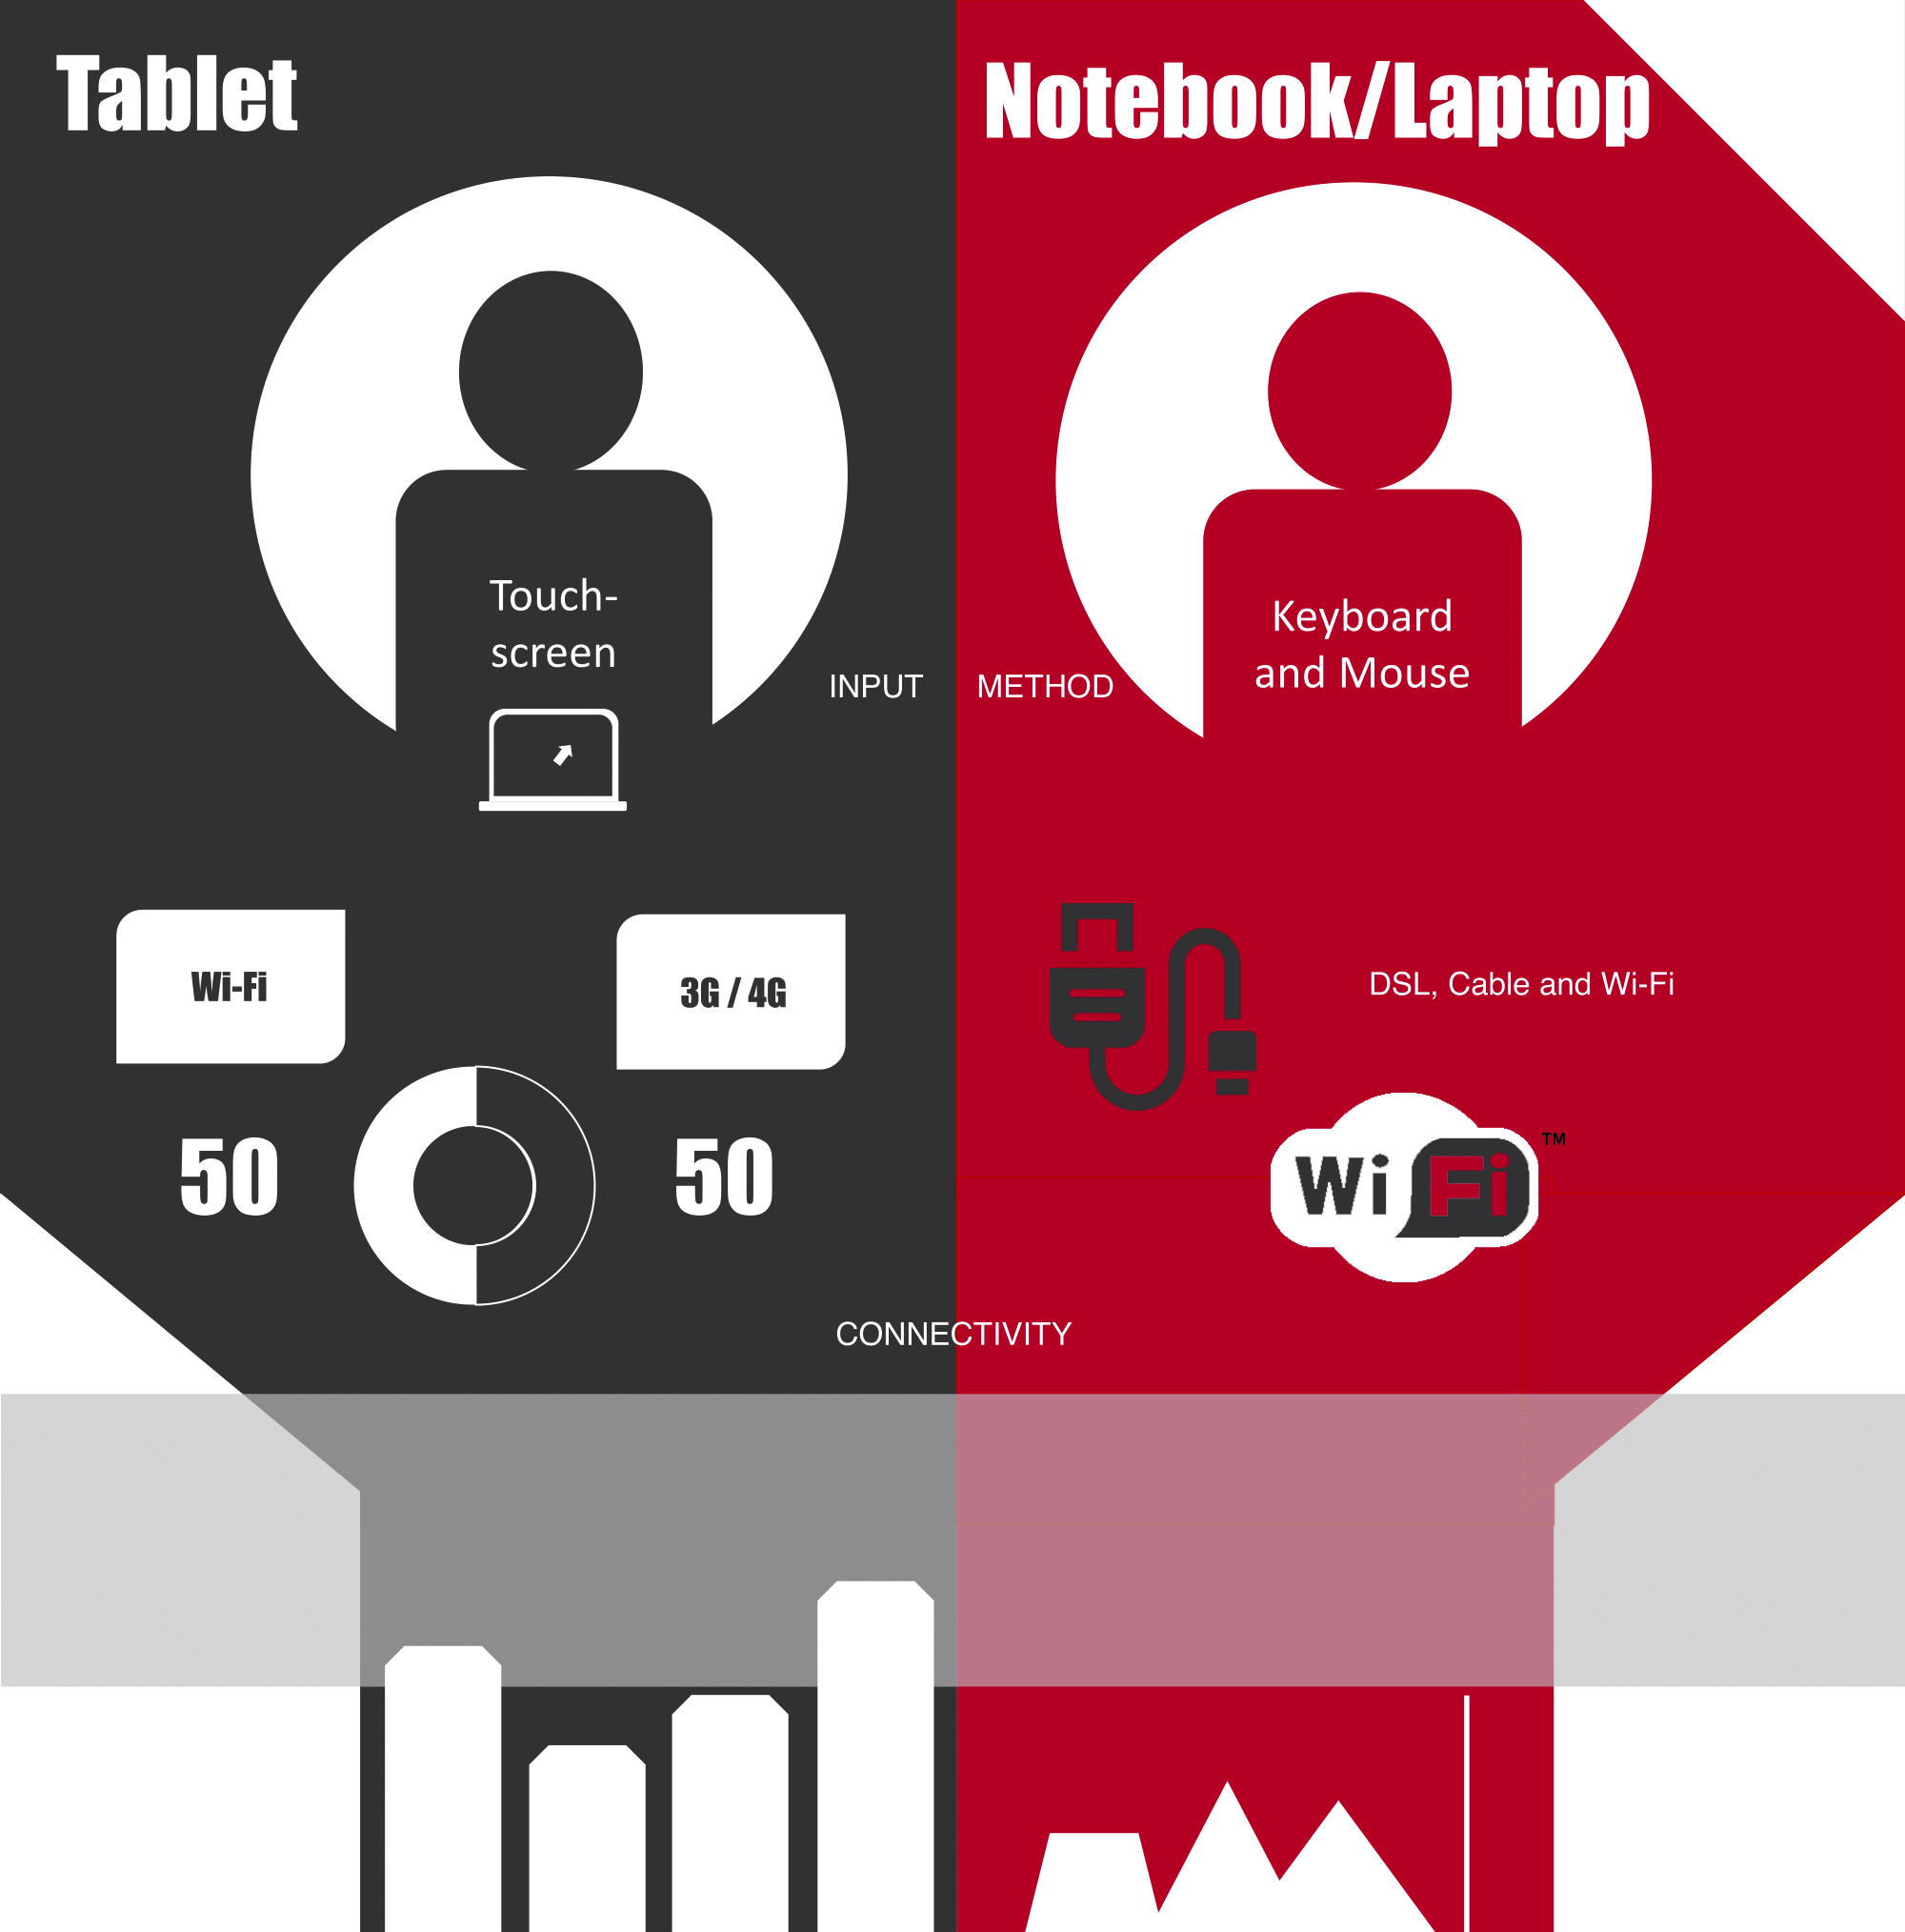 Tablet
Notebook/Laptop
Touch-
screen
Keyboard
and Mouse
INPUT METHOD
Wi-Fi
3G / 4G
DSL, Cable and Wi-Fi
50
50
Wi Fi TM
CONNECTIVITY